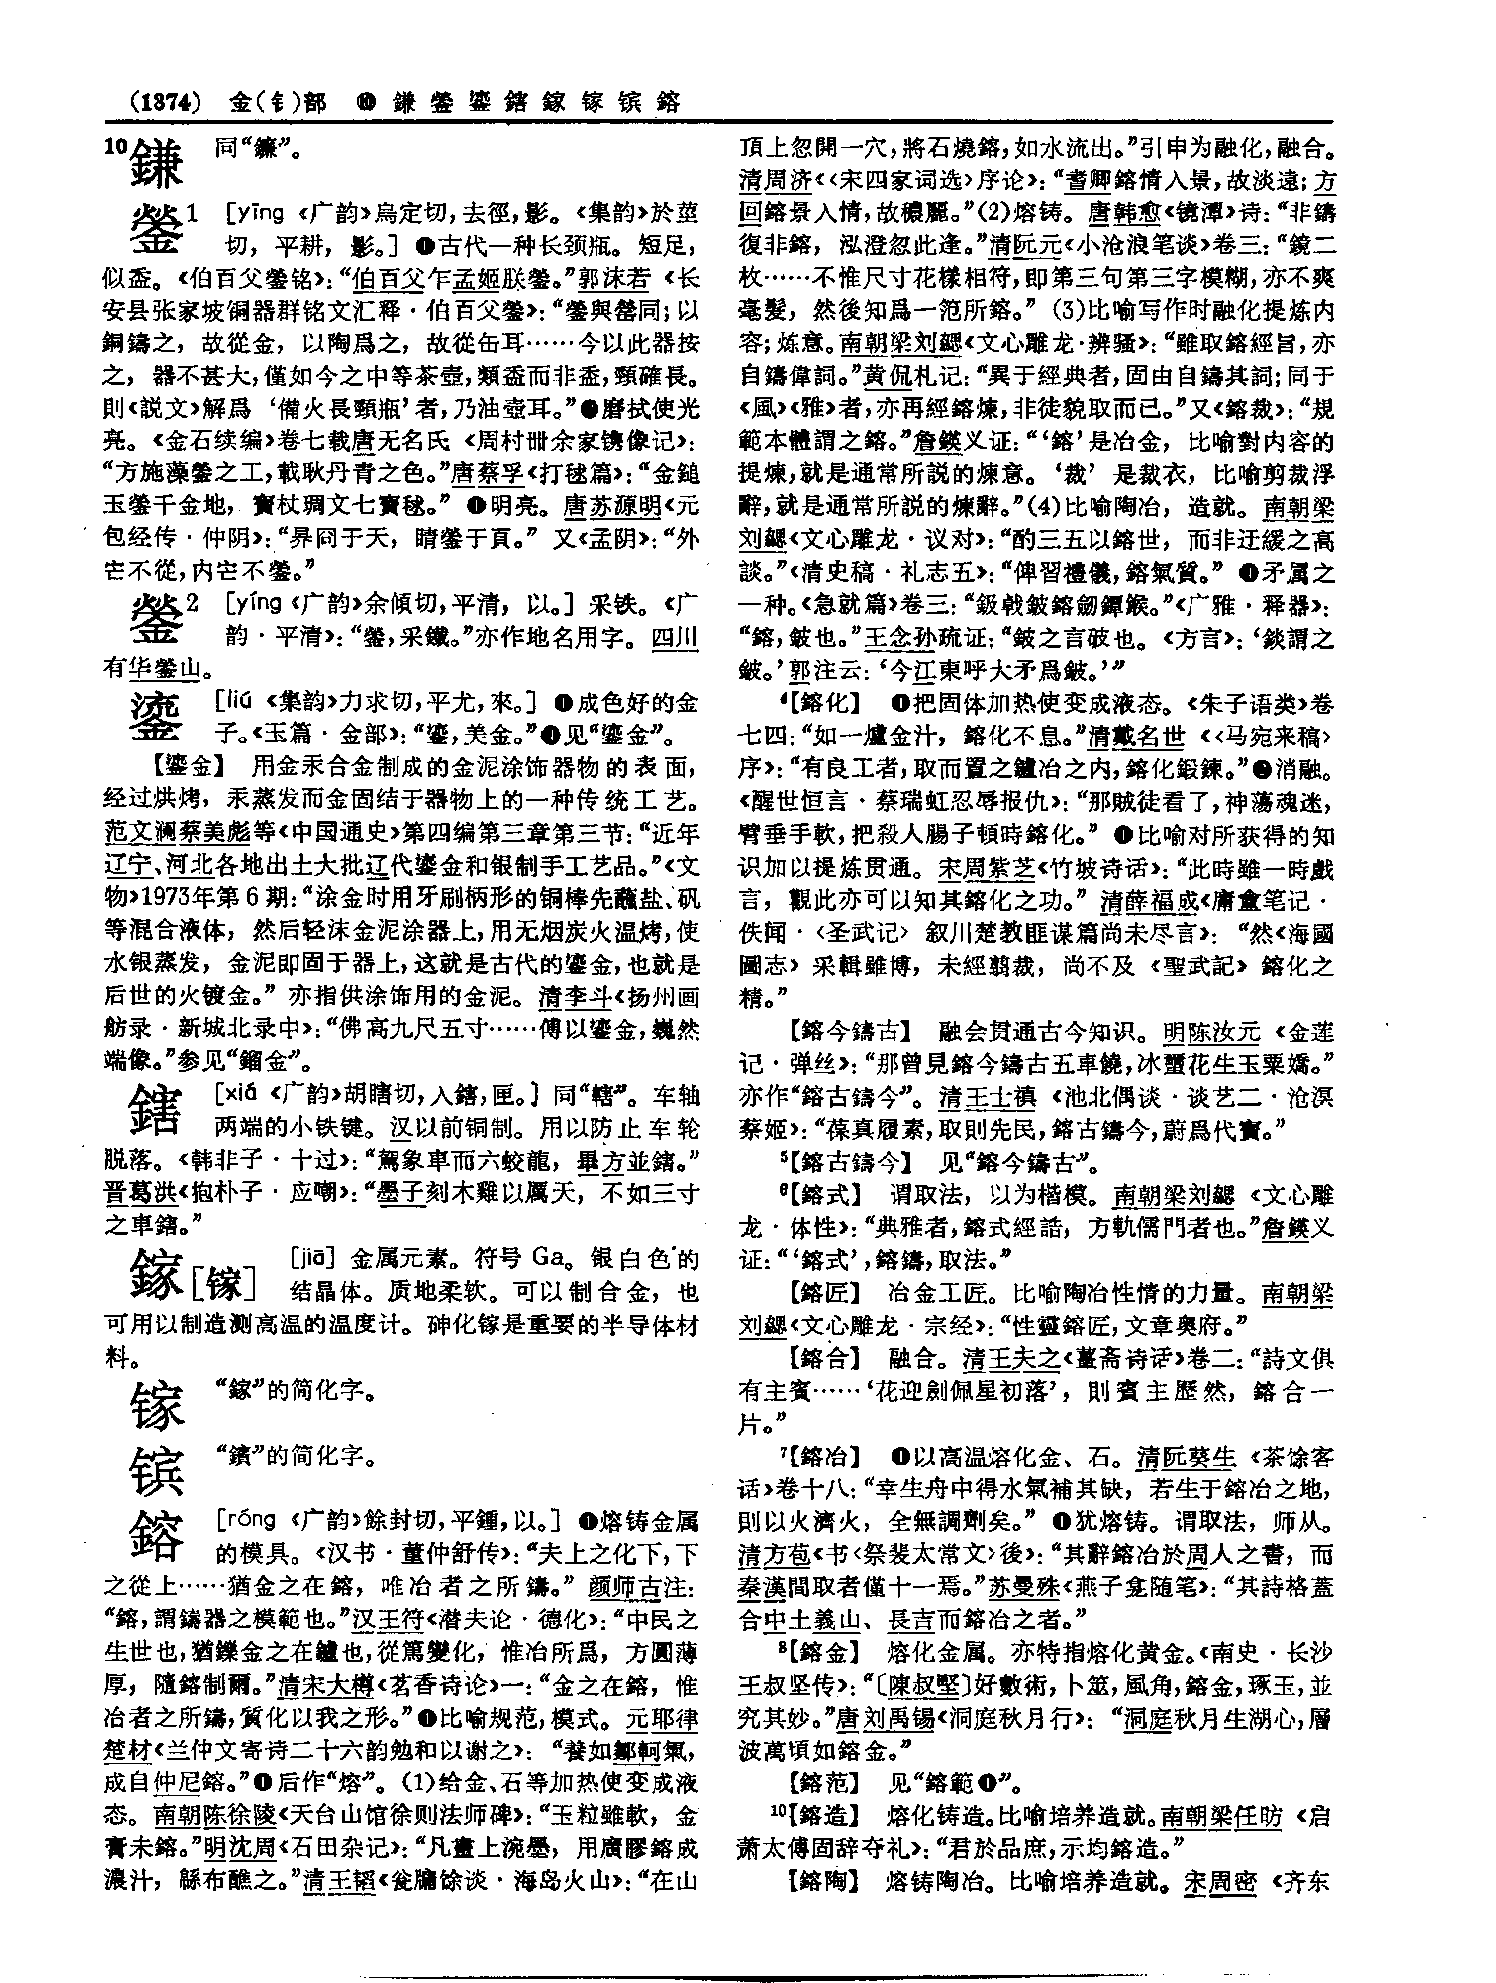 (1374) 金(钅)部 ❿ 鎌 鎣 鎏 鎋 鎵 镓 镔 鎔
10鎌 同“鐮”。
鎣1 [yīng《广韵》烏定切，去徑，影。《集韵》於莖
切，平耕，影。] ❶古代一种长颈瓶。短足，
似盉。《伯百父鎣铭》：“伯百父乍孟姬朕鎣。”郭沫若《长
安县张家坡铜器群铭文汇释·伯百父鎣》：“鎣與罃同；以
銅鑄之，故從金，以陶爲之，故從缶耳……今以此器按
之，器不甚大，僅如今之中等茶壺，類盉而非盉，頸確長。
則《説文》解爲‘備火長頸瓶’者，乃油壺耳。”❷磨拭使光
亮。《金石续编》卷七载唐无名氏《周村卌余家镌像记》：
“方施藻鎣之工，載耿丹青之色。”唐蔡孚《打毬篇》：“金鎚
玉鎣千金地，寶杖琱文七寶毬。” ❸明亮。唐苏源明《元
包经传·仲阴》：“昦冏于天，睛鎣于頁。” 又《孟阴》：“外
㐌不從，内㐌不鎣。”
鎣2 [yíng《广韵》余傾切，平清，以。] 采铁。《广
韵·平清》：“鎣，采鐵。”亦作地名用字。四川
有华鎣山。
鎏 [liú《集韵》力求切，平尤，來。] ❶成色好的金
子。《玉篇·金部》：“鎏，美金。”❷见“鎏金”。
【鎏金】 用金汞合金制成的金泥涂饰器物的表面，
经过烘烤，汞蒸发而金固结于器物上的一种传统工艺。
范文澜蔡美彪等《中国通史》第四编第三章第三节：“近年
辽宁、河北各地出土大批辽代鎏金和银制手工艺品。”《文
物》1973年第6期：“涂金时用牙刷柄形的铜棒先蘸盐、矾
等混合液体，然后轻沫金泥涂器上，用无烟炭火温烤，使
水银蒸发，金泥即固于器上，这就是古代的鎏金，也就是
后世的火镀金。” 亦指供涂饰用的金泥。清李斗《扬州画
舫录·新城北录中》：“佛高九尺五寸……傅以鎏金，巍然
端像。”参见“鎦金”。
鎋 [xiá《广韵》胡瞎切，入鎋，匣。] 同“轄”。车轴
两端的小铁键。汉以前铜制。用以防止车轮
脱落。《韩非子·十过》：“駕象車而六蛟龍，畢方並鎋。”
晋葛洪《抱朴子·应嘲》：“墨子刻木雞以厲天，不如三寸
之車鎋。”
鎵[镓] [jiā] 金属元素。符号 Ga。银白色的
结晶体。质地柔软。可以制合金，也
可用以制造测高温的温度计。砷化镓是重要的半导体材
料。
镓 “鎵”的简化字。
镔 “鑌”的简化字。
鎔 [róng《广韵》餘封切，平鍾，以。] ❶熔铸金属
的模具。《汉书·董仲舒传》：“夫上之化下，下
之從上……猶金之在鎔，唯冶者之所鑄。” 颜师古注：
“鎔，謂鑄器之模範也。”汉王符《潜夫论·德化》：“中民之
生世也，猶鑠金之在鑪也，從篤變化，惟冶所爲，方圓薄
厚，隨鎔制爾。”清宋大樽《茗香诗论》一：“金之在鎔，惟
冶者之所鑄，質化以我之形。”❷比喻规范，模式。元耶律
楚材《兰仲文寄诗二十六韵勉和以谢之》：“養如鄒軻氣，
成自仲尼鎔。”❸后作“熔”。(1)给金、石等加热使变成液
态。南朝陈徐陵《天台山馆徐则法师碑》：“玉粒雖軟，金
膏未鎔。”明沈周《石田杂记》：“凡畫上涴墨，用廣膠鎔成
濃汁，緜布醮之。”清王韬《瓮牖馀谈·海岛火山》：“在山
頂上忽開一穴，將石燒鎔，如水流出。”引申为融化，融合。
清周济《〈宋四家词选〉序论》：“耆卿鎔情入景，故淡遠；方
回鎔景入情，故穠麗。”(2)熔铸。唐韩愈《镜潭》诗：“非鑄
復非鎔，泓澄忽此逢。”清阮元《小沧浪笔谈》卷三：“鏡二
枚……不惟尺寸花樣相符，即第三句第三字模糊，亦不爽
毫髮，然後知爲一笵所鎔。” (3)比喻写作时融化提炼内
容；炼意。南朝梁刘勰《文心雕龙·辨骚》：“雖取鎔經旨，亦
自鑄偉詞。”黄侃札记：“異于經典者，固由自鑄其詞；同于
《風》《雅》者，亦再經鎔煉，非徒貌取而已。”又《鎔裁》：“規
範本體謂之鎔。”詹鍈义证：“‘鎔’是冶金，比喻對内容的
提煉，就是通常所説的煉意。‘裁’是裁衣，比喻剪裁浮
辭，就是通常所説的煉辭。”(4)比喻陶冶，造就。南朝梁
刘勰《文心雕龙·议对》：“酌三五以鎔世，而非迂緩之高
談。”《清史稿·礼志五》：“俾習禮儀，鎔氣質。” ❹矛属之
一种。《急就篇》卷三：“鈒戟鈹鎔劒鐔鍭。”《广雅·释器》：
“鎔，鈹也。”王念孙疏证：“鈹之言破也。《方言》：‘錟謂之
鈹。’郭注云：‘今江東呼大矛爲鈹。’”
4【鎔化】 ❶把固体加热使变成液态。《朱子语类》卷
七四：“如一爐金汁，鎔化不息。”清戴名世《〈马宛来稿〉
序》：“有良工者，取而置之鑪冶之内，鎔化鍛鍊。”❷消融。
《醒世恒言·蔡瑞虹忍辱报仇》：“那贼徒看了，神蕩魂迷，
臂垂手軟，把殺人腸子頓時鎔化。” ❸比喻对所获得的知
识加以提炼贯通。宋周紫芝《竹坡诗话》：“此時雖一時戲
言，觀此亦可以知其鎔化之功。” 清薛福成《庸盦笔记·
佚闻·〈圣武记〉叙川楚教匪谋篇尚未尽言》：“然《海國
圖志》采輯雖博，未經翦裁，尚不及《聖武記》鎔化之
精。”
【鎔今鑄古】 融会贯通古今知识。明陈汝元《金莲
记·弹丝》：“那曾見鎔今鑄古五車饒，冰蠶花生玉粟嬌。”
亦作“鎔古鑄今”。清王士禛《池北偶谈·谈艺二·沧溟
蔡姬》：“葆真履素，取則先民，鎔古鑄今，蔚爲代寶。”
5【鎔古鑄今】 见“鎔今鑄古”。
6【鎔式】 谓取法，以为楷模。南朝梁刘勰《文心雕
龙·体性》：“典雅者，鎔式經誥，方軌儒門者也。”詹鍈义
证：“‘鎔式’，鎔鑄，取法。”
【鎔匠】 冶金工匠。比喻陶冶性情的力量。南朝梁
刘勰《文心雕龙·宗经》：“性靈鎔匠，文章奥府。”
【鎔合】 融合。清王夫之《薑斋诗话》卷二：“詩文俱
有主賓……‘花迎劍佩星初落’，則賓主歷然，鎔合一
片。”
7【鎔冶】 ❶以高温熔化金、石。清阮葵生《茶馀客
话》卷十八：“幸生舟中得水氣補其缺，若生于鎔冶之地，
則以火濟火，全無調劑矣。” ❷犹熔铸。谓取法，师从。
清方苞《书〈祭裴太常文〉後》：“其辭鎔冶於周人之書，而
秦漢間取者僅十一焉。”苏曼殊《燕子龛随笔》：“其詩格蓋
合中土義山、長吉而鎔冶之者。”
8【鎔金】 熔化金属。亦特指熔化黄金。《南史·长沙
王叔坚传》：“〔陳叔堅〕好數術，卜筮，風角，鎔金，琢玉，並
究其妙。”唐刘禹锡《洞庭秋月行》：“洞庭秋月生湖心，層
波萬頃如鎔金。”
【鎔范】 见“鎔範❶”。
10【鎔造】 熔化铸造。比喻培养造就。南朝梁任昉《启
萧太傅固辞夺礼》：“君於品庶，示均鎔造。”
【鎔陶】 熔铸陶冶。比喻培养造就。宋周密《齐东